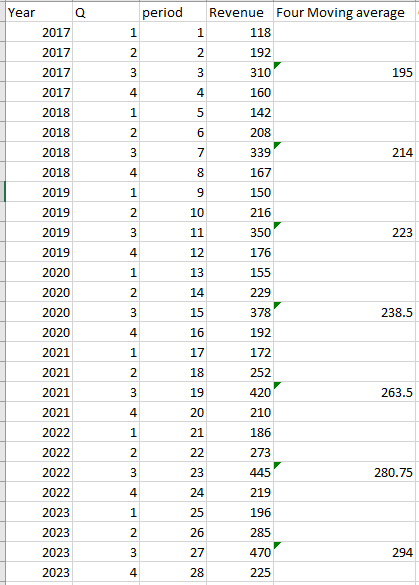 Year Q period Revenue Four Moving average
2017 1 1 118
2017 2 2 192
2017 3 3 310 195
2017 4 4 160
2018 1 5 142
2018 2 6 208
2018 3 7 339 214
2018 4 8 167
2019 1 9 150
2019 2 10 216
2019 3 11 350 223
2019 4 12 176
2020 1 13 155
2020 2 14 229
2020 3 15 378 238.5
2020 4 16 192
2021 1 17 172
2021 2 18 252
2021 3 19 420 263.5
2021 4 20 210
2022 1 21 186
2022 2 22 273
2022 3 23 445 280.75
2022 4 24 219
2023 1 25 196
2023 2 26 285
2023 3 27 470 294
2023 4 28 225